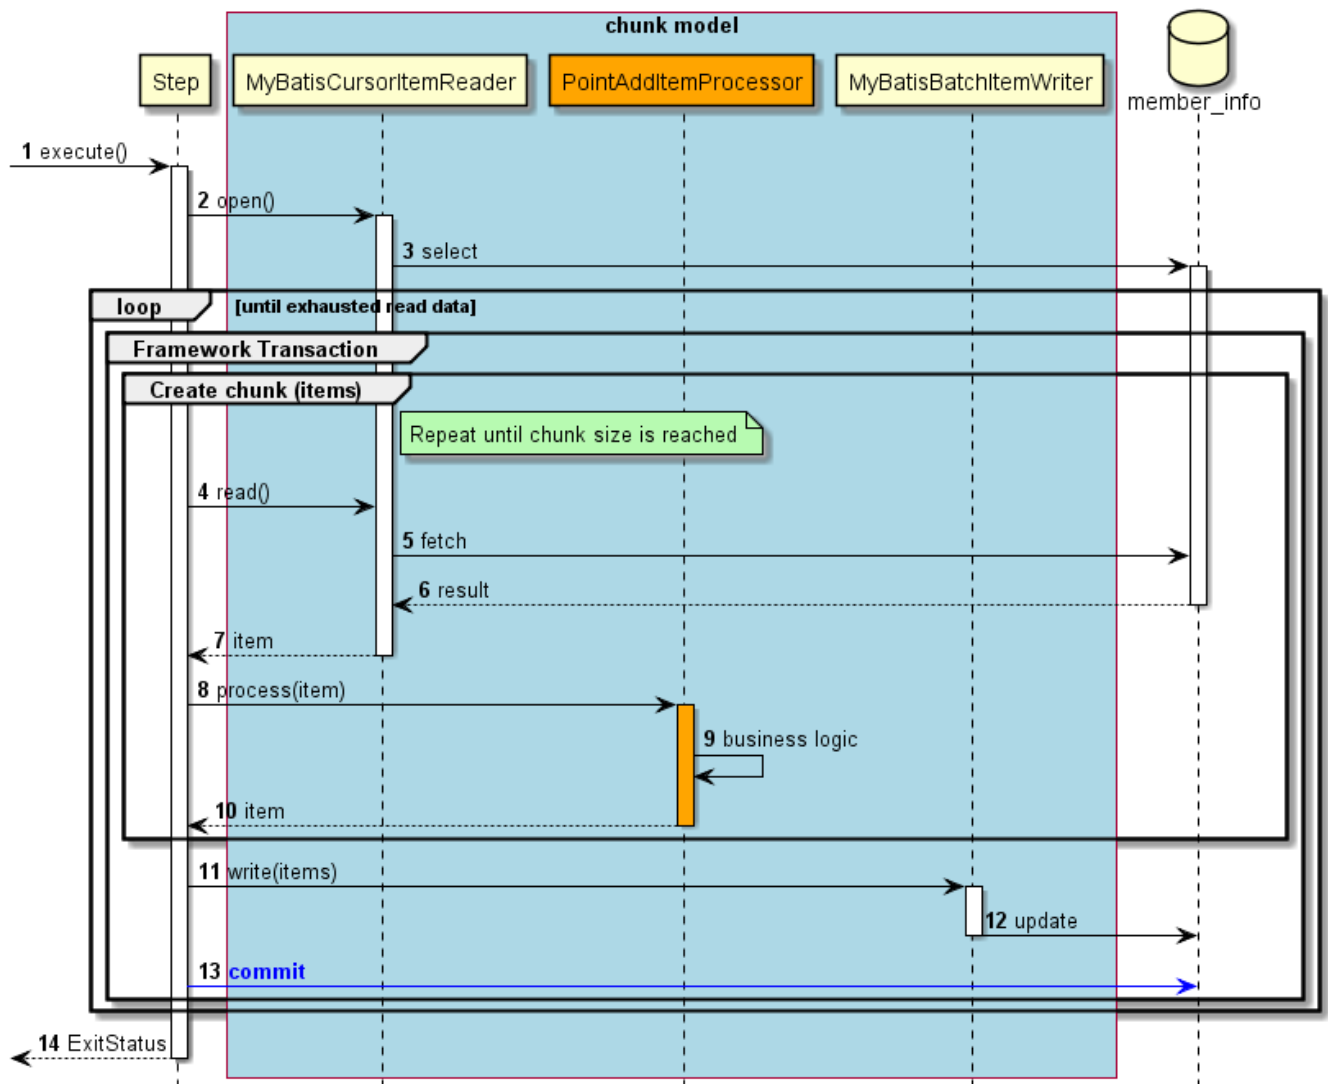 chunk model
Step
MyBatisCursorItemReader
PointAddItemProcessor
MyBatisBatchItemWriter
member_info
1 execute()
2 open()
3 select
loop
[until exhausted read data]
Framework Transaction
Create chunk (items)
Repeat until chunk size is reached
4 read()
5 fetch
6 result
7 item
8 process(item)
9 business logic
10 item
11 write(items)
12 update
13 commit
14 ExitStatus